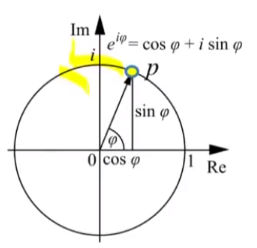 Im
i
e^{iφ} = cos φ + i sin φ
p
sin φ
φ
0 cos φ 1 Re